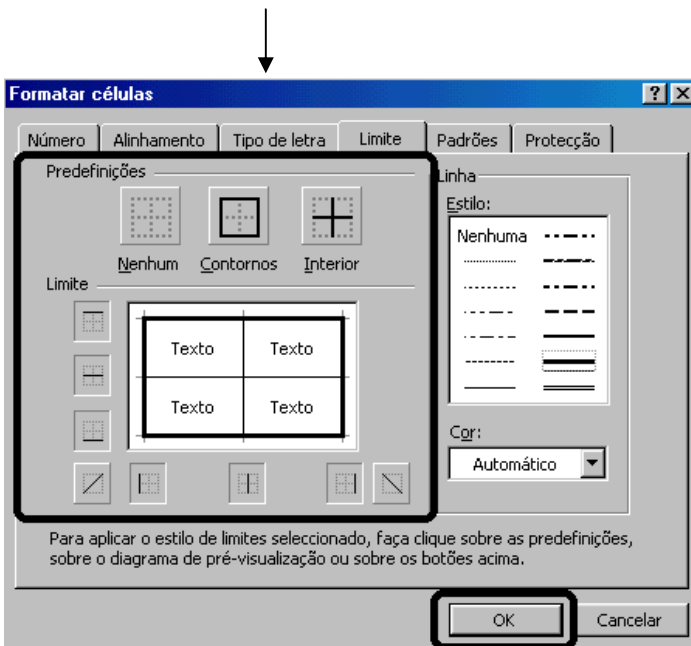 Formatar células
Número Alinhamento Tipo de letra Limite Padrões Protecção
Predefinições
Nenhum Contornos Interior
Limite
Texto Texto
Texto Texto
Linha
Estilo:
Nenhuma
Cor:
Automático
Para aplicar o estilo de limites seleccionado, faça clique sobre as predefinições,
sobre o diagrama de pré-visualização ou sobre os botões acima.
OK Cancelar